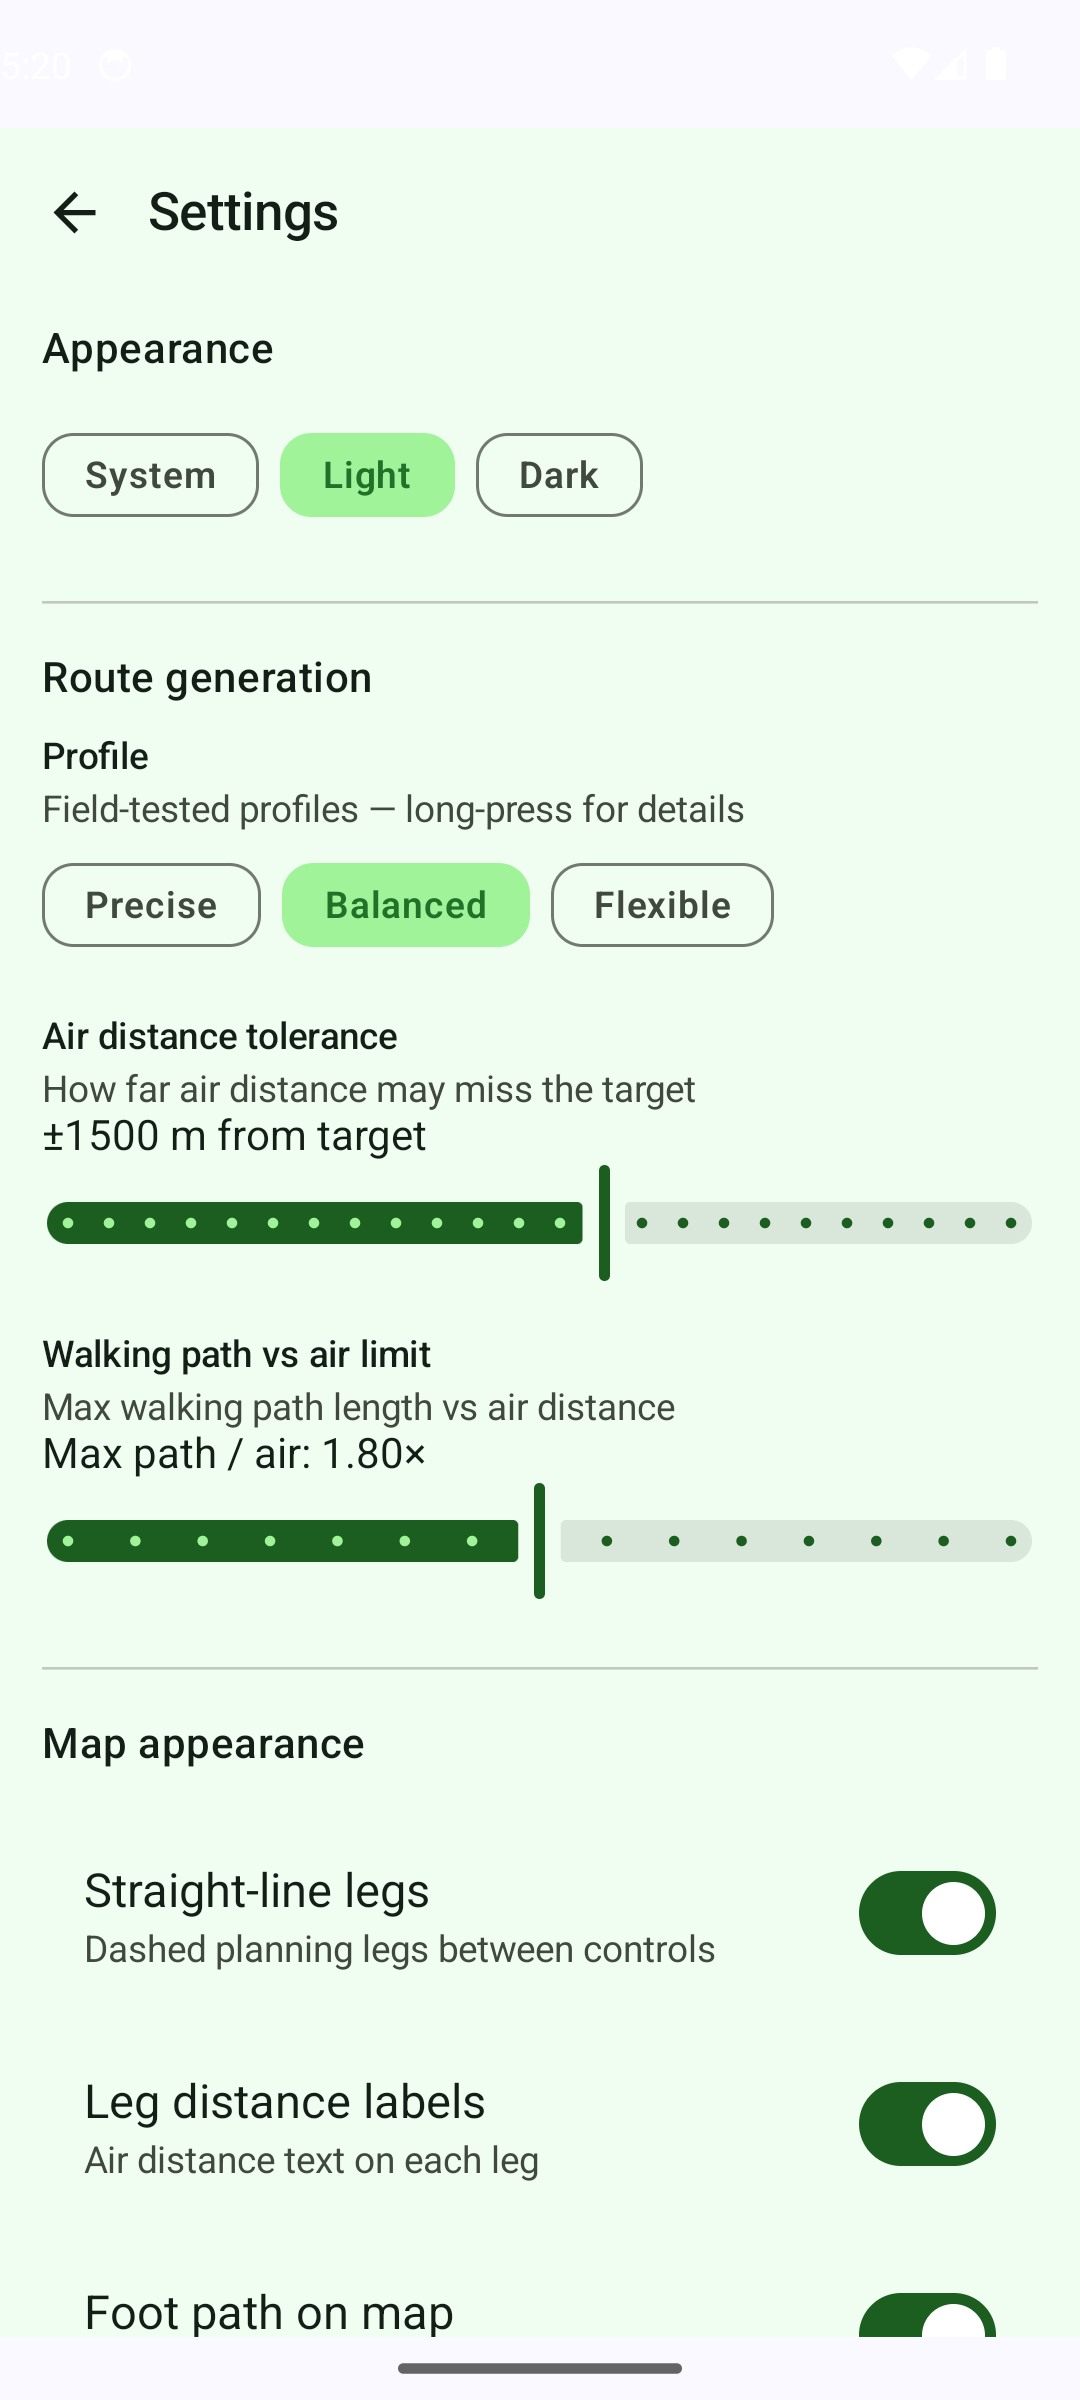 5:20
Settings
Appearance
System Light Dark
Route generation
Profile
Field-tested profiles — long-press for details
Precise Balanced Flexible
Air distance tolerance
How far air distance may miss the target
±1500 m from target
Walking path vs air limit
Max walking path length vs air distance
Max path / air: 1.80×
Map appearance
Straight-line legs
Dashed planning legs between controls
Leg distance labels
Air distance text on each leg
Foot path on map